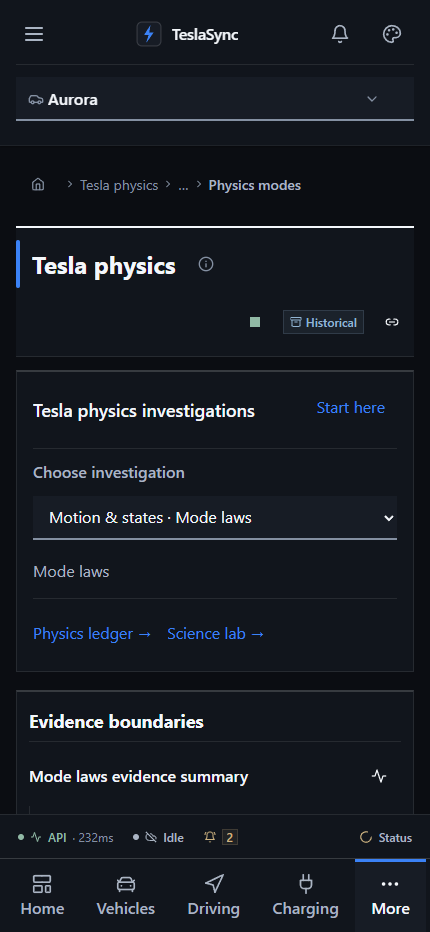 TeslaSync
Aurora
Tesla physics
...
Physics modes
Tesla physics
Historical
Tesla physics investigations
Start here
Choose investigation
Motion & states · Mode laws
Mode laws
Physics ledger →
Science lab →
Evidence boundaries
Mode laws evidence summary
API · 232ms
Idle
2
Status
Home
Vehicles
Driving
Charging
More